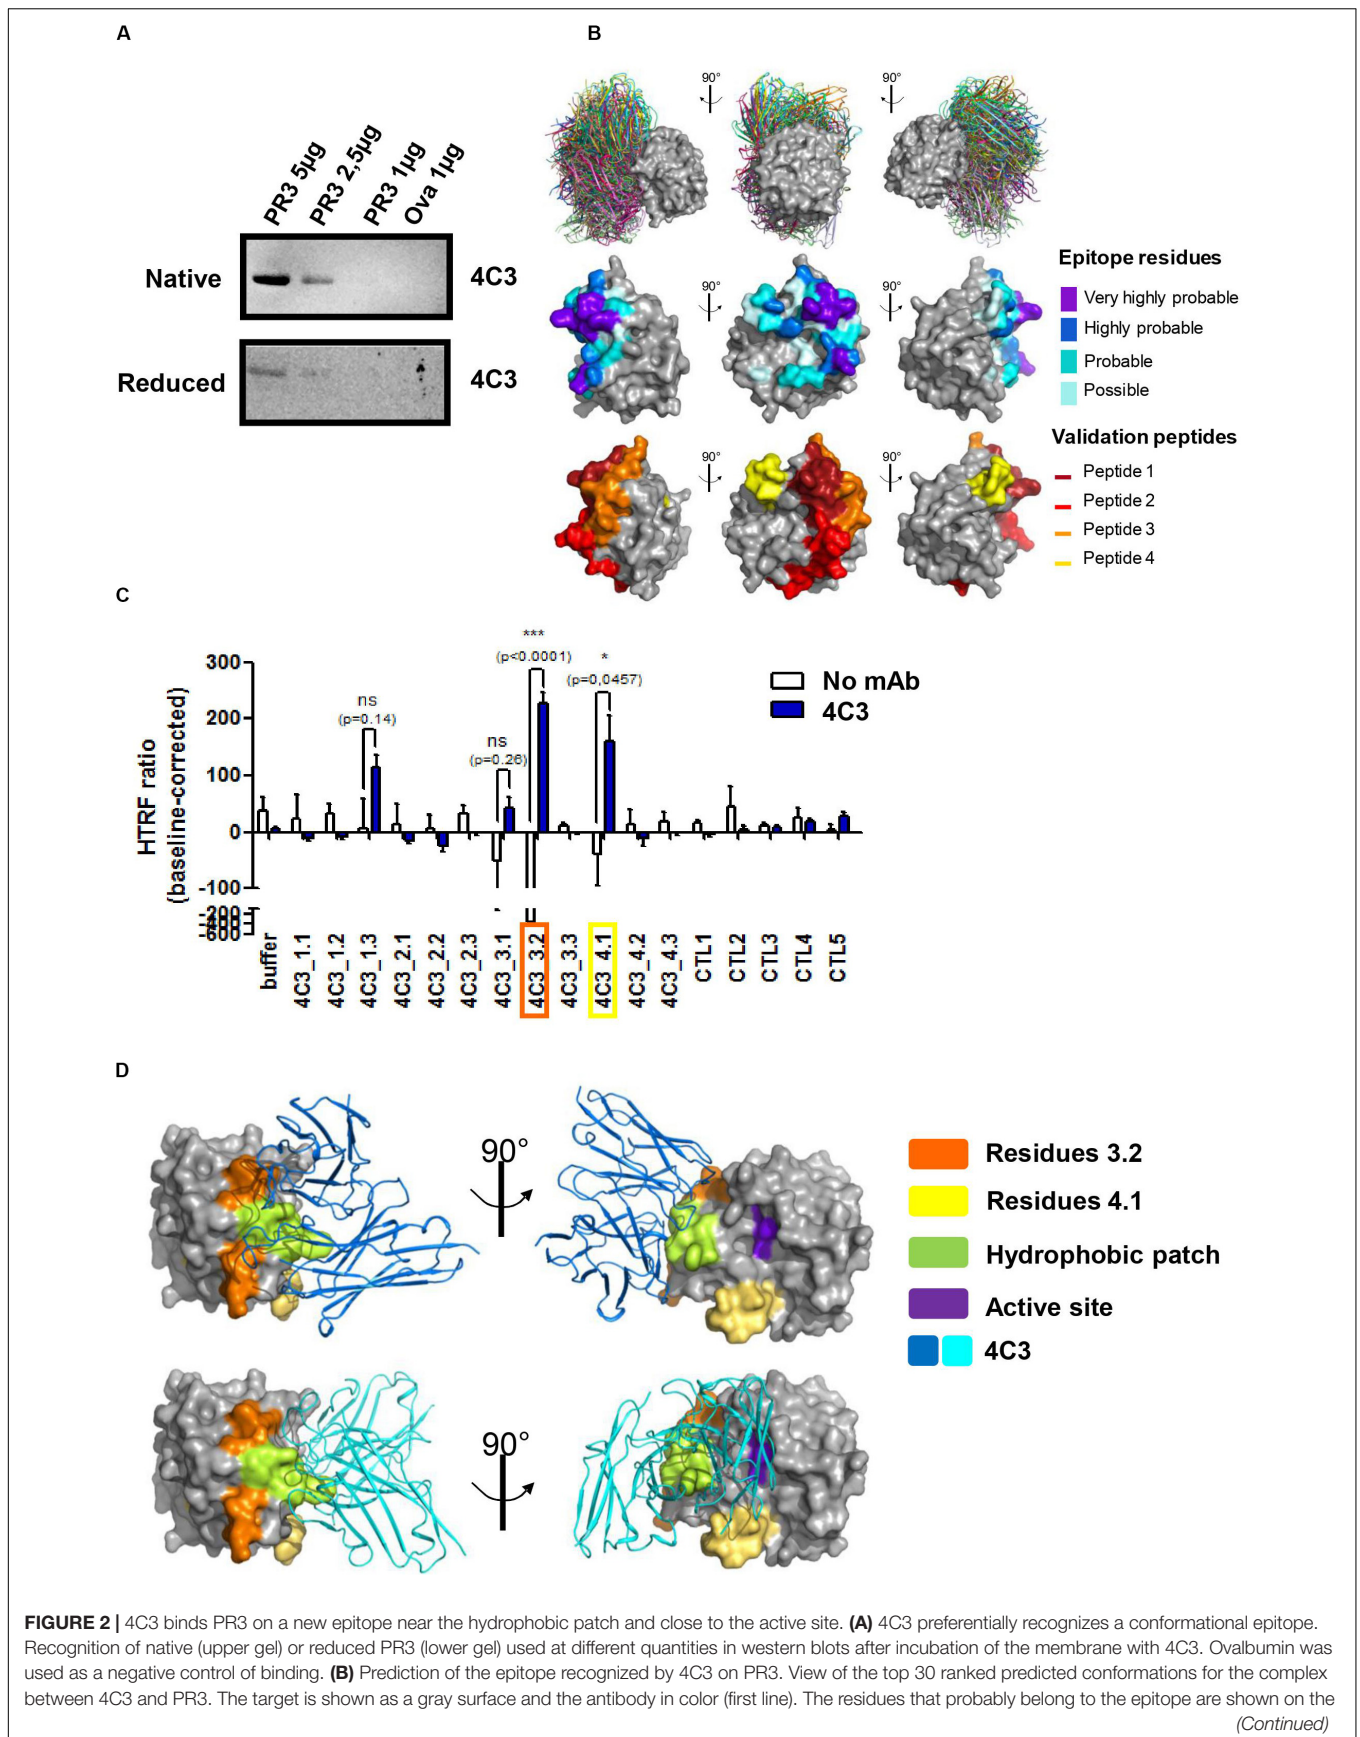 A
B
PR3 5µg
PR3 2,5µg
PR3 1µg
Ova 1µg
Native
4C3
Reduced
4C3
90°
90°
90°
90°
90°
90°
Epitope residues
Very highly probable
Highly probable
Probable
Possible
Validation peptides
Peptide 1
Peptide 2
Peptide 3
Peptide 4
C
HTRF ratio
(baseline-corrected)
300
200
100
0
-100
-200
-400
-600
ns
(p=0.14)
ns
(p=0.26)
***
(p<0.0001)
*
(p=0,0457)
No mAb
4C3
buffer
4C3_1.1
4C3_1.2
4C3_1.3
4C3_2.1
4C3_2.2
4C3_2.3
4C3_3.1
4C3_3.2
4C3_3.3
4C3_4.1
4C3_4.2
4C3_4.3
CTL1
CTL2
CTL3
CTL4
CTL5
D
90°
90°
Residues 3.2
Residues 4.1
Hydrophobic patch
Active site
4C3
FIGURE 2 | 4C3 binds PR3 on a new epitope near the hydrophobic patch and close to the active site. (A) 4C3 preferentially recognizes a conformational epitope.
Recognition of native (upper gel) or reduced PR3 (lower gel) used at different quantities in western blots after incubation of the membrane with 4C3. Ovalbumin was
used as a negative control of binding. (B) Prediction of the epitope recognized by 4C3 on PR3. View of the top 30 ranked predicted conformations for the complex
between 4C3 and PR3. The target is shown as a gray surface and the antibody in color (first line). The residues that probably belong to the epitope are shown on the
(Continued)